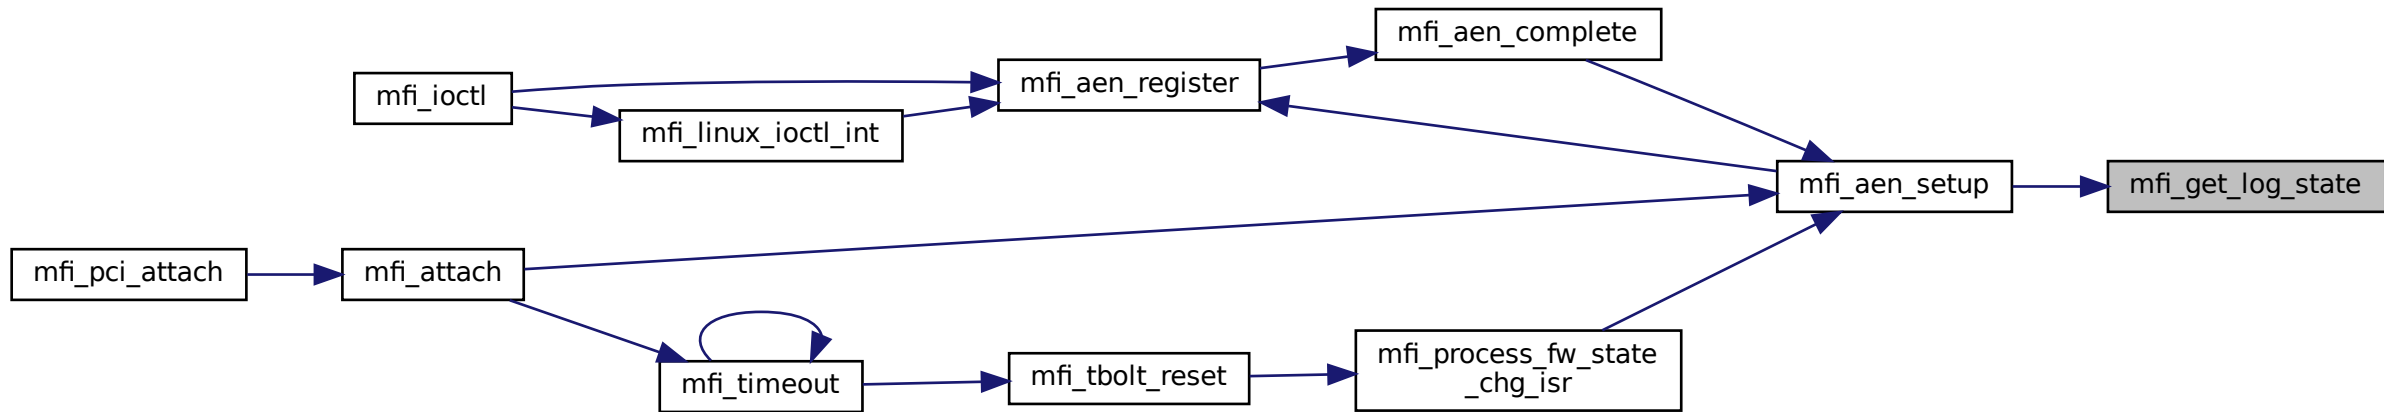 mfi_aen_complete
mfi_aen_register
mfi_ioctl
mfi_linux_ioctl_int
mfi_aen_setup
mfi_get_log_state
mfi_pci_attach
mfi_attach
mfi_process_fw_state
_chg_isr
mfi_tbolt_reset
mfi_timeout